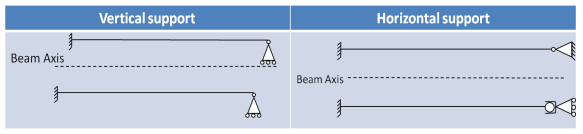 Vertical support
Horizontal support
Beam Axis
Beam Axis